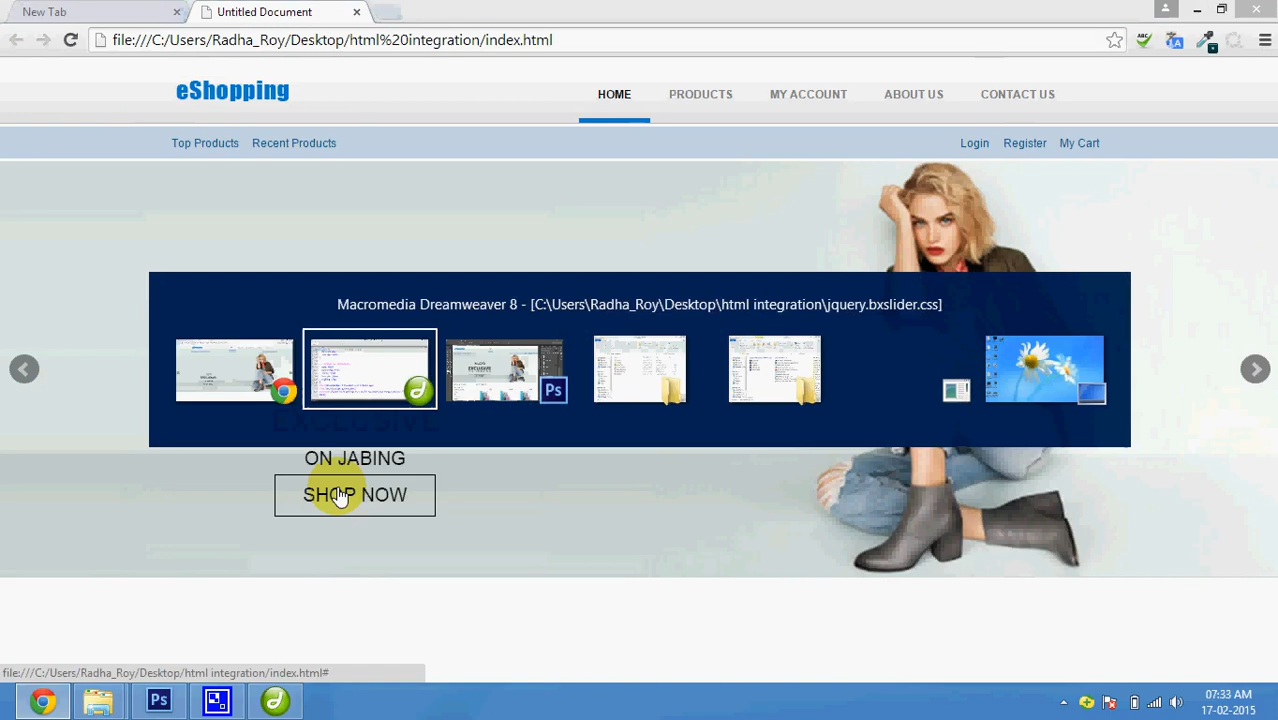 New Tab
Untitled Document
file:///C:/Users/Radha_Roy/Desktop/html%20integration/index.html
eShopping
HOME
PRODUCTS
MY ACCOUNT
ABOUT US
CONTACT US
Top Products
Recent Products
Login
Register
My Cart
Macromedia Dreamweaver 8 - [C:\Users\Radha_Roy\Desktop\html integration\jquery.bxslider.css]
Ps
EXCLUSIVE
ON JABING
SHOP NOW
file:///C:/Users/Radha_Roy/Desktop/html integration/index.html#
Ps
07:33 AM
17-02-2015